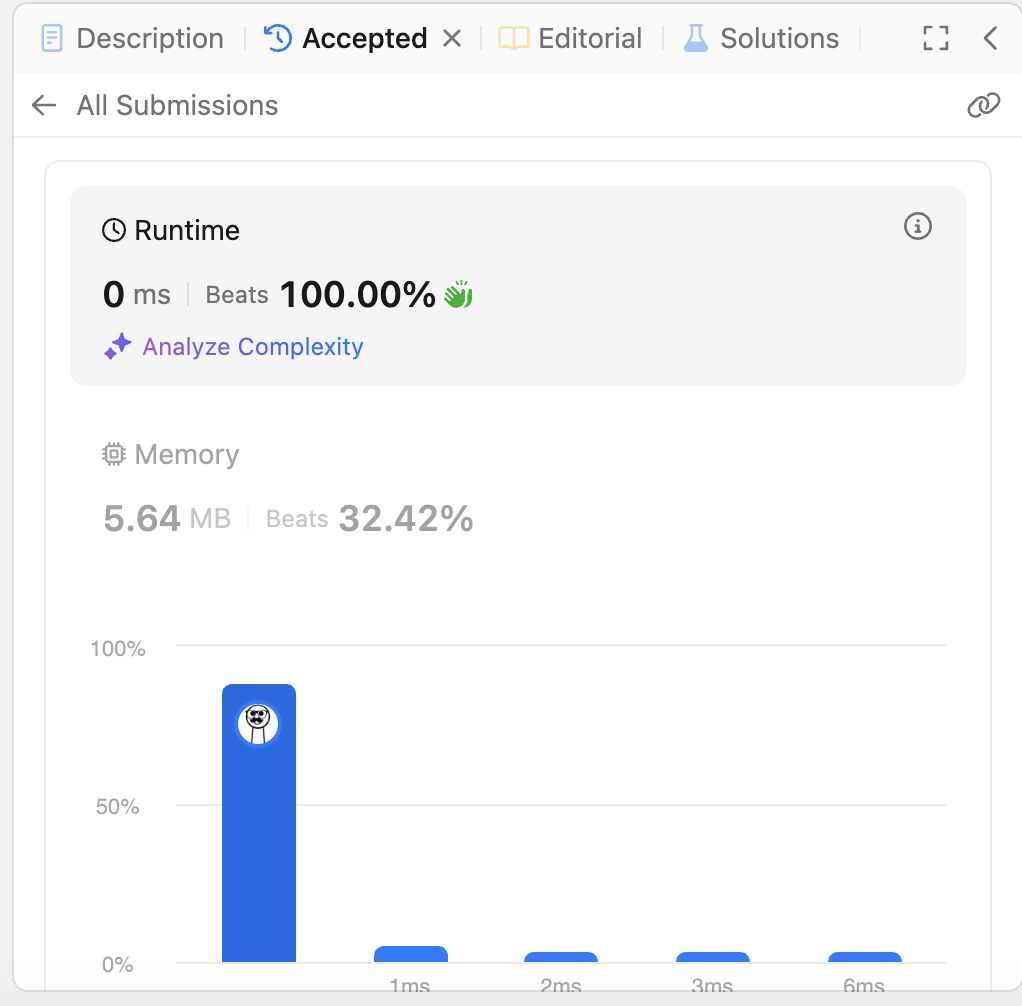 Description Accepted Editorial Solutions
All Submissions
Runtime
0 ms Beats 100.00%
Analyze Complexity
Memory
5.64 MB Beats 32.42%
100%
50%
0%
1ms 2ms 3ms 6ms